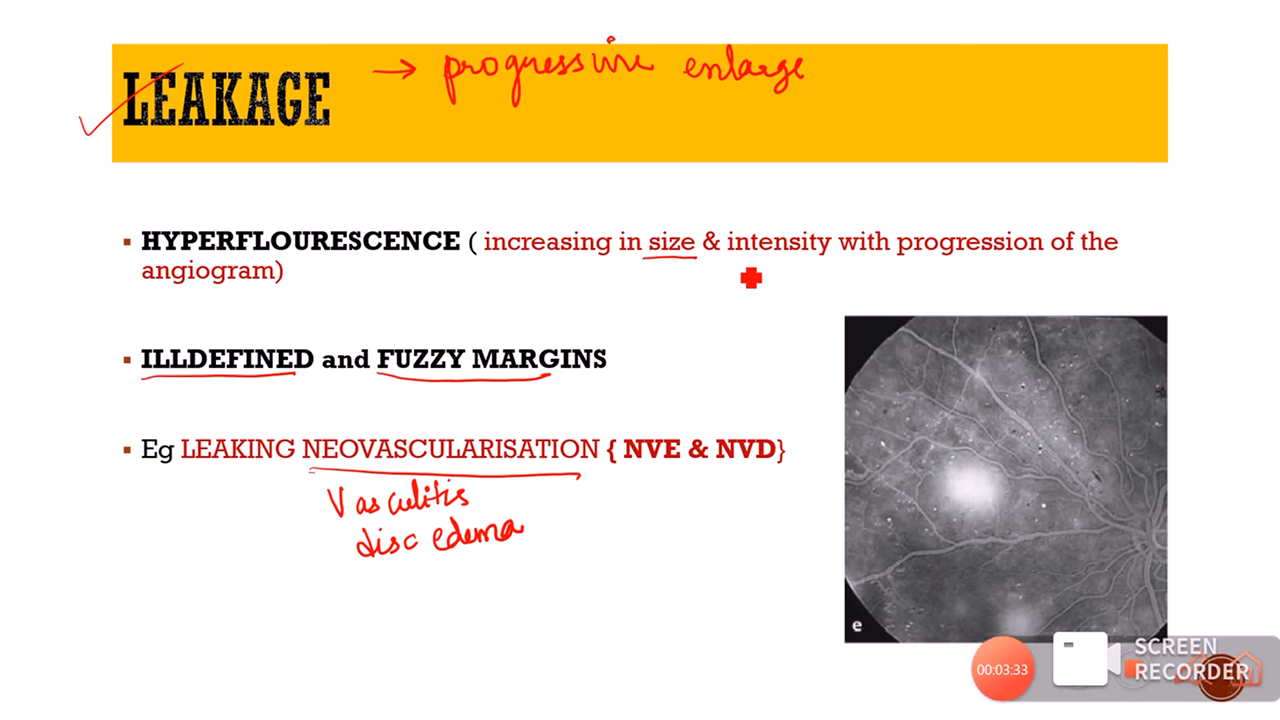 → progressive enlarge
LEAKAGE
▪ HYPERFLOURESCENCE ( increasing in size & intensity with progression of the
angiogram)
▪ ILLDEFINED and FUZZY MARGINS
▪ Eg LEAKING NEOVASCULARISATION { NVE & NVD}
Vasculitis
disc edema
e
00:03:33
SCREEN
RECORDER